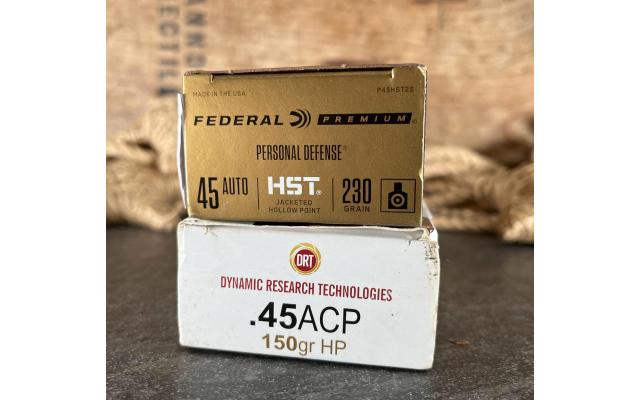 MADE IN THE USA
P45HST2S
FEDERAL PREMIUM®
PERSONAL DEFENSE®
45 AUTO
HST®
JACKETED
HOLLOW POINT
230
GRAIN
DRT
DYNAMIC RESEARCH TECHNOLOGIES
.45ACP
150gr HP